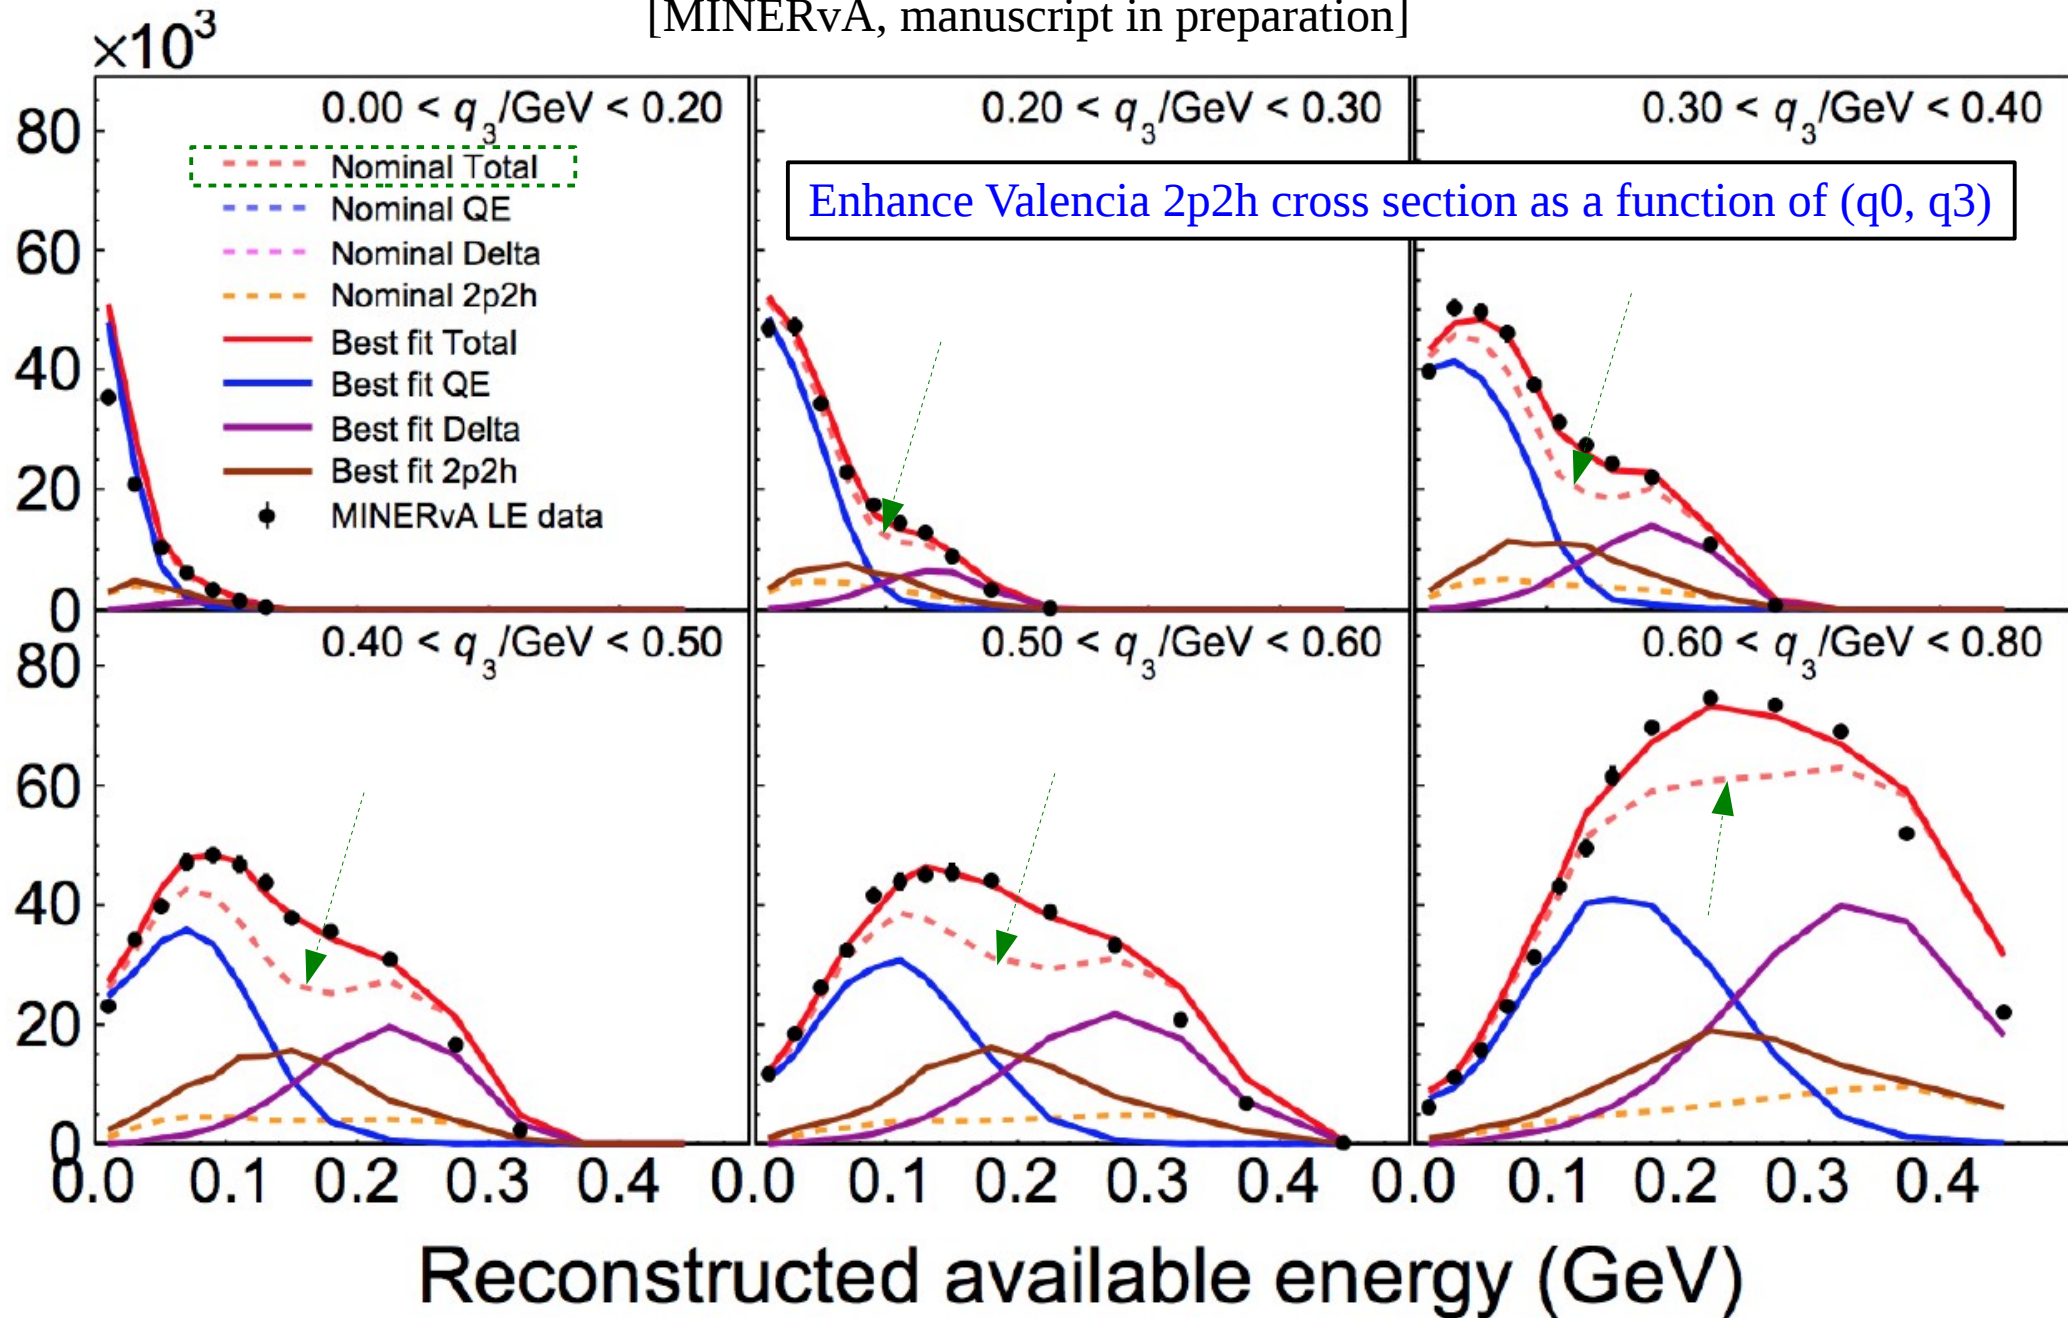 [MINERvA, manuscript in preparation]
×10³
0.00 < q₃/GeV < 0.20
0.20 < q₃/GeV < 0.30
0.30 < q₃/GeV < 0.40
80
60
40
20
0
Nominal Total
Nominal QE
Nominal Delta
Nominal 2p2h
Best fit Total
Best fit QE
Best fit Delta
Best fit 2p2h
MINERvA LE data
Enhance Valencia 2p2h cross section as a function of (q0, q3)
0.40 < q₃/GeV < 0.50
0.50 < q₃/GeV < 0.60
0.60 < q₃/GeV < 0.80
80
60
40
20
0
0.0 0.1 0.2 0.3 0.4
0.0 0.1 0.2 0.3 0.4
0.0 0.1 0.2 0.3 0.4
Reconstructed available energy (GeV)